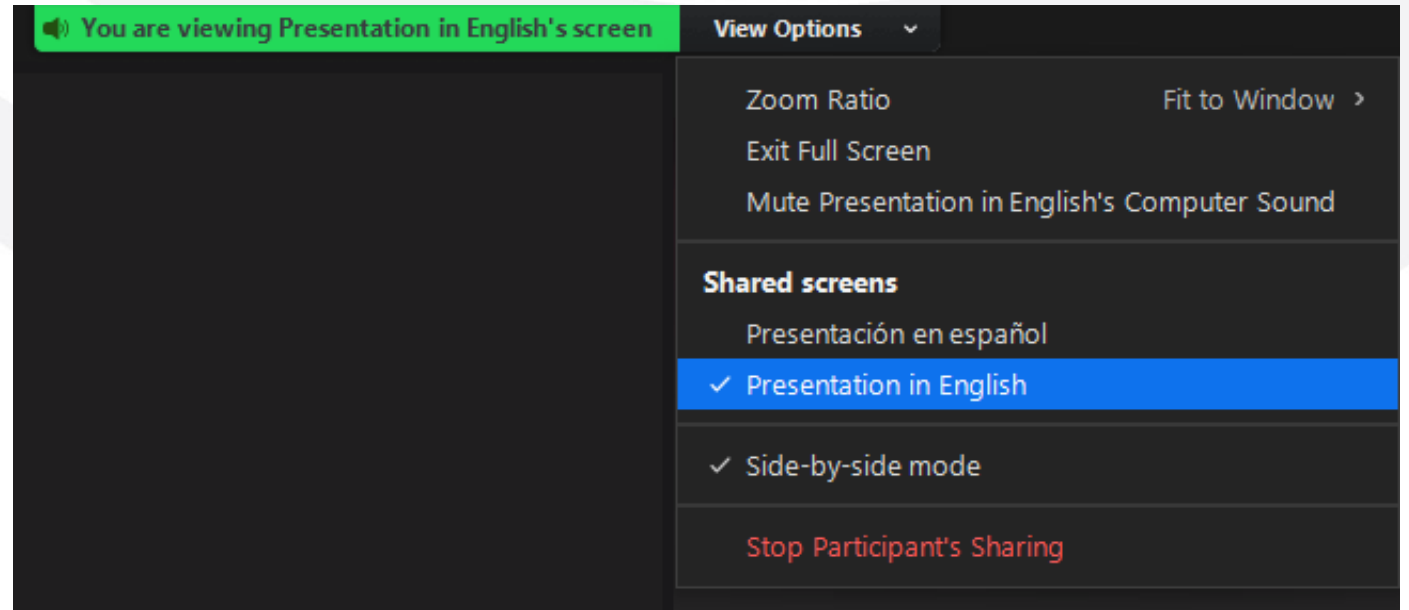 You are viewing Presentation in English's screen
View Options
Zoom Ratio Fit to Window
Exit Full Screen
Mute Presentation in English's Computer Sound
Shared screens
Presentación en español
Presentation in English
Side-by-side mode
Stop Participant's Sharing